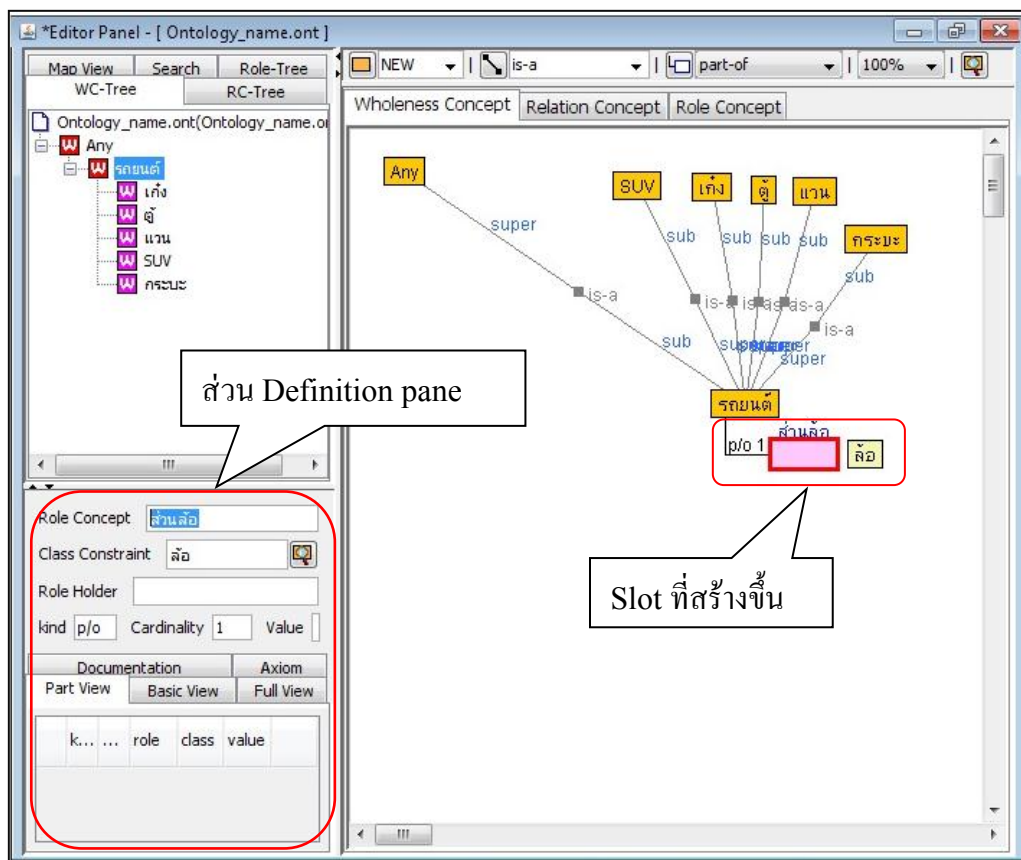 *Editor Panel - [ Ontology_name.ont ]
Map View Search Role-Tree
WC-Tree RC-Tree
Ontology_name.ont(Ontology_name.o
Any
รถยนต์
เก๋ง
ตู้
แวน
SUV
กระบะ
NEW is-a part-of 100%
Wholeness Concept Relation Concept Role Concept
Any
SUV
เก๋ง
ตู้
แวน
กระบะ
super
sub sub sub sub
sub
is-a
is-a
sub
super
super
รถยนต์
ส่วนล้อ
p/o 1
ล้อ
ส่วน Definition pane
Slot ที่สร้างขึ้น
Role Concept ส่วนล้อ
Class Constraint ล้อ
Role Holder
kind p/o Cardinality 1 Value
Documentation Axiom
Part View Basic View Full View
k... ... role class value